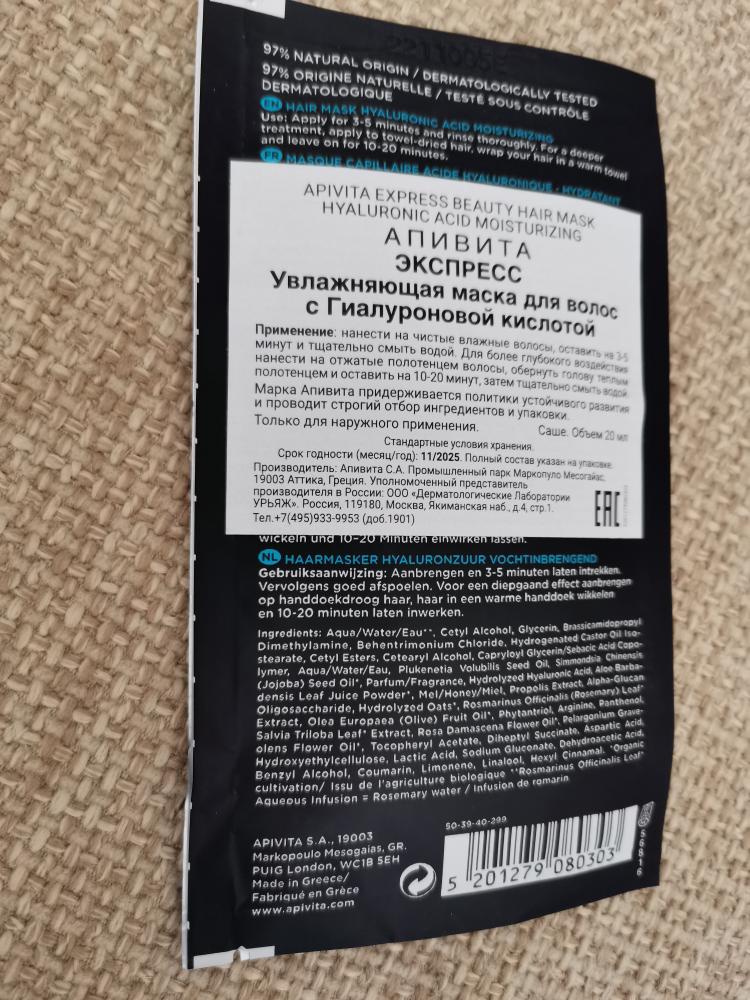 2211005
97% NATURAL ORIGIN / DERMATOLOGICALLY TESTED
97% ORIGINE NATURELLE / TESTÉ SOUS CONTRÔLE
DERMATOLOGIQUE
EN HAIR MASK HYALURONIC ACID MOISTURIZING
Use: Apply for 3-5 minutes and rinse thoroughly. For a deeper
treatment, apply to towel-dried hair, wrap your hair in a warm towel
and leave on for 10-20 minutes.
FR MASQUE CAPILLAIRE ACIDE HYALURONIQUE - HYDRATANT
APIVITA EXPRESS BEAUTY HAIR MASK
HYALURONIC ACID MOISTURIZING
АПИВИТА
ЭКСПРЕСС
Увлажняющая маска для волос
с Гиалуроновой кислотой
Применение: нанести на чистые влажные волосы, оставить на 3-5
минут и тщательно смыть водой. Для более глубокого воздействия
нанести на отжатые полотенцем волосы, обернуть голову теплым
полотенцем и оставить на 10-20 минут, затем тщательно смыть водой.
Марка Апивита придерживается политики устойчивого развития
и проводит строгий отбор ингредиентов и упаковки.
Только для наружного применения. Саше. Объем 20 мл
Стандартные условия хранения.
Срок годности (месяц/год): 11/2025. Полный состав указан на упаковке.
Производитель: Апивита С.А. Промышленный парк Маркопуло Месогайас,
19003 Аттика, Греция. Уполномоченный представитель
производителя в России: ООО «Дерматологические Лаборатории
УРЬЯЖ». Россия, 119180, Москва, Якиманская наб., д.4, стр.1.
Тел.+7(495)933-9953 (доб.1901)
EAC
wickeln und 10-20 Minuten einwirken lassen.
NL HAARMASKER HYALURONZUUR VOCHTINBRENGEND
Gebruiksaanwijzing: Aanbrengen en 3-5 minuten laten intrekken.
Vervolgens goed afspoelen. Voor een diepgaand effect aanbrengen
op handdoekdroog haar, haar in een warme handdoek wikkelen
en 10-20 minuten laten inwerken.
Ingredients: Aqua/Water/Eau**, Cetyl Alcohol, Glycerin, Brassicamidopropyl
Dimethylamine, Behentrimonium Chloride, Hydrogenated Castor Oil Iso-
stearate, Cetyl Esters, Cetearyl Alcohol, Capryloyl Glycerin/Sebacic Acid Copo-
lymer, Aqua/Water/Eau, Plukenetia Volubilis Seed Oil, Simmondsia Chinensis
(Jojoba) Seed Oil*, Parfum/Fragrance, Hydrolyzed Hyaluronic Acid, Aloe Barba-
densis Leaf Juice Powder*, Mel/Honey/Miel, Propolis Extract, Alpha-Glucan
Oligosaccharide, Hydrolyzed Oats*, Rosmarinus Officinalis (Rosemary) Leaf*
Extract, Olea Europaea (Olive) Fruit Oil*, Phytantriol, Arginine, Panthenol,
Salvia Triloba Leaf* Extract, Rosa Damascena Flower Oil*, Pelargonium Grave-
olens Flower Oil*, Tocopheryl Acetate, Diheptyl Succinate, Aspartic Acid,
Hydroxyethylcellulose, Lactic Acid, Sodium Gluconate, Dehydroacetic Acid,
Benzyl Alcohol, Coumarin, Limonene, Linalool, Hexyl Cinnamal. *Organic
cultivation/ Issu de l'agriculture biologique **Rosmarinus Officinalis Leaf*
Aqueous Infusion = Rosemary water / Infusion de romarin
50-39-40-299
APIVITA S.A., 19003
Markopoulo Mesogaias, GR.
PUIG London, WC1B 5EH
Made in Greece/
Fabriqué en Grèce
www.apivita.com
5 201279 080303
56816